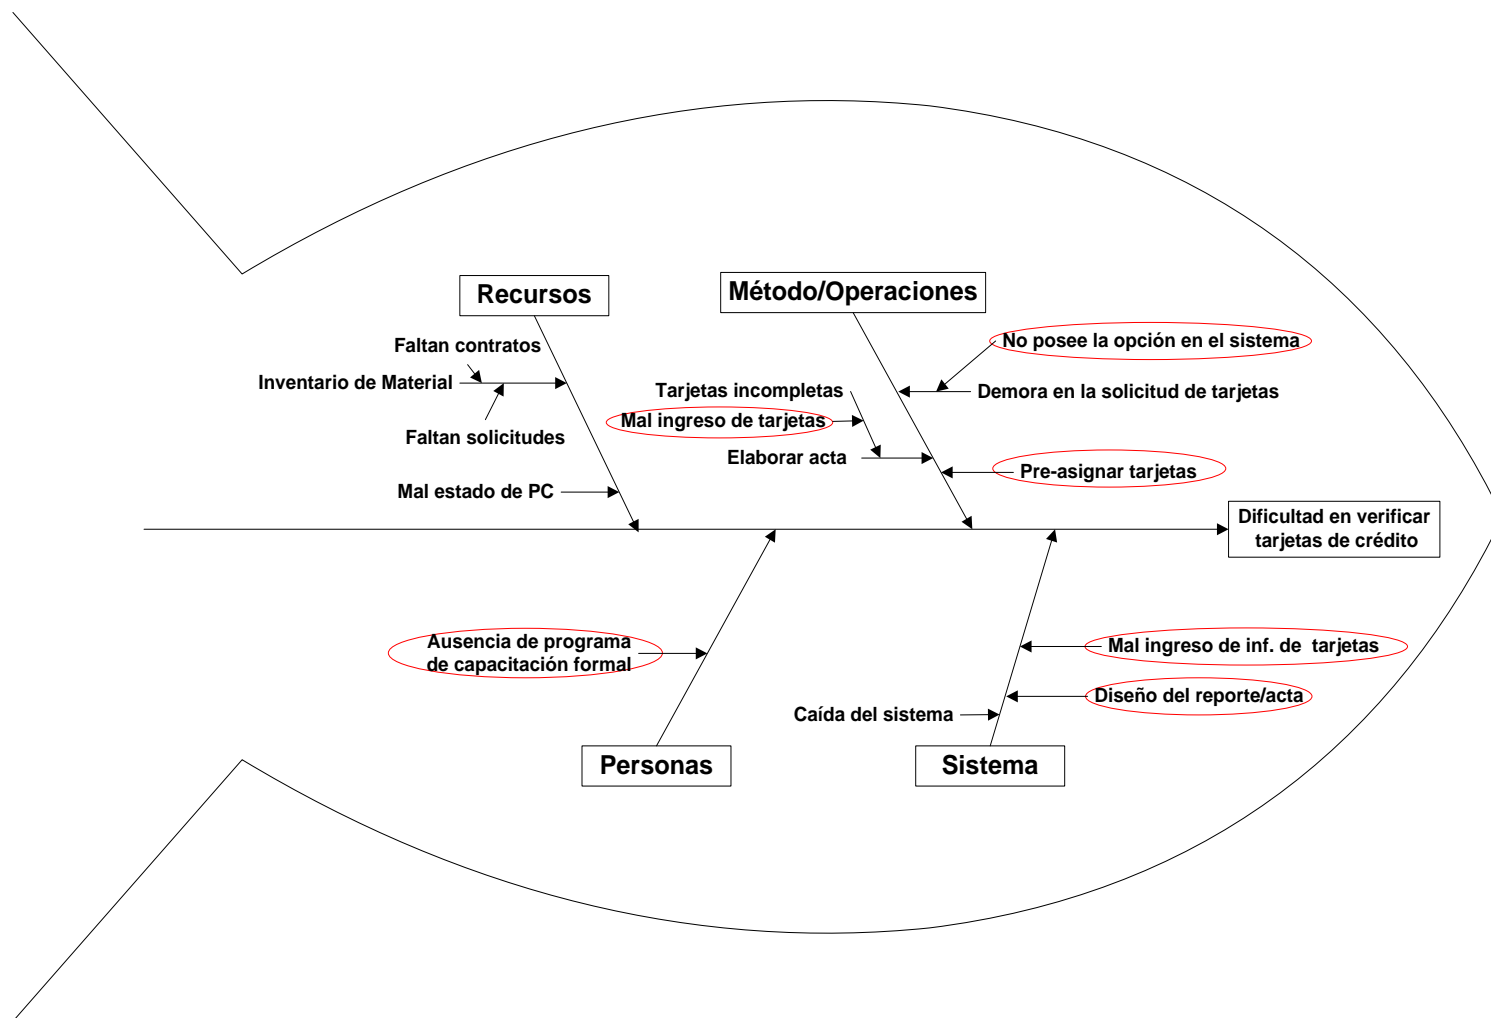 Recursos
Método/Operaciones
Faltan contratos
No posee la opción en el sistema
Inventario de Material
Tarjetas incompletas
Demora en la solicitud de tarjetas
Mal ingreso de tarjetas
Faltan solicitudes
Elaborar acta
Pre-asignar tarjetas
Mal estado de PC
Dificultad en verificar
tarjetas de crédito
Ausencia de programa
de capacitación formal
Mal ingreso de inf. de tarjetas
Diseño del reporte/acta
Caída del sistema
Personas
Sistema